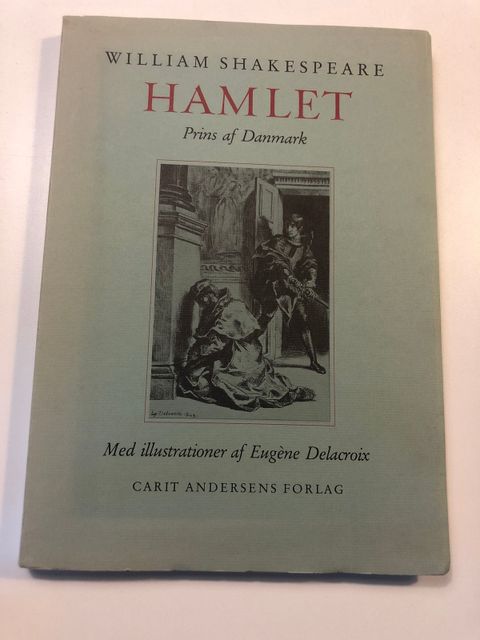 WILLIAM SHAKESPEARE
HAMLET
Prins af Danmark
Med illustrationer af Eugène Delacroix
CARIT ANDERSENS FORLAG